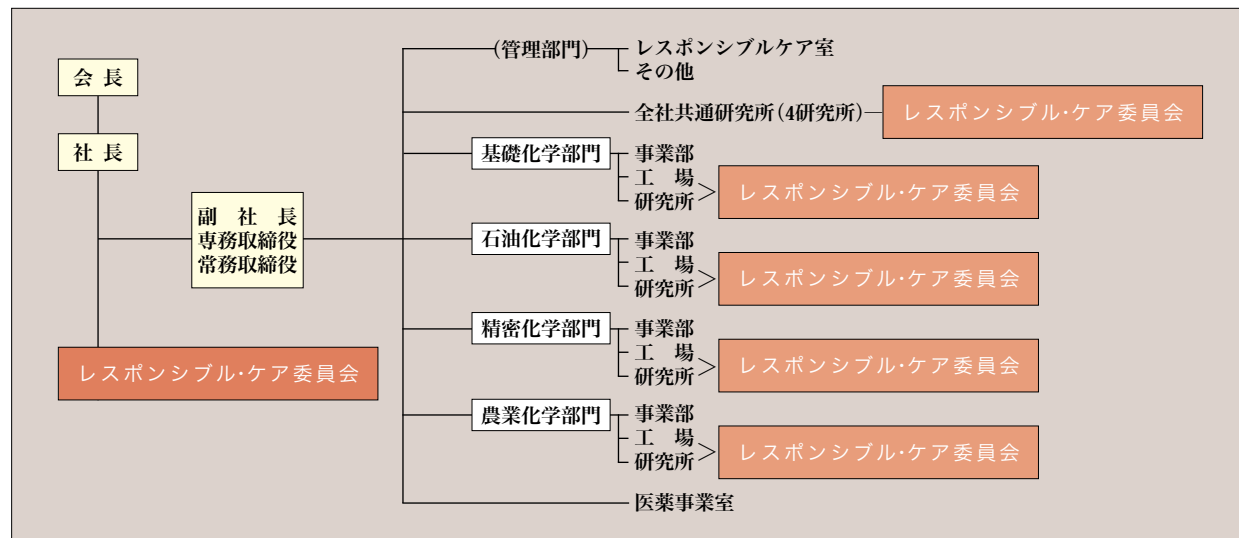 会 長
社 長
副 社 長
専務取締役
常務取締役
レスポンシブル・ケア委員会
(管理部門)
レスポンシブルケア室
その他
全社共通研究所(4研究所)
レスポンシブル・ケア委員会
基礎化学部門
事業部
工 場
研究所
レスポンシブル・ケア委員会
石油化学部門
事業部
工 場
研究所
レスポンシブル・ケア委員会
精密化学部門
事業部
工 場
研究所
レスポンシブル・ケア委員会
農業化学部門
事業部
工 場
研究所
レスポンシブル・ケア委員会
医薬事業室